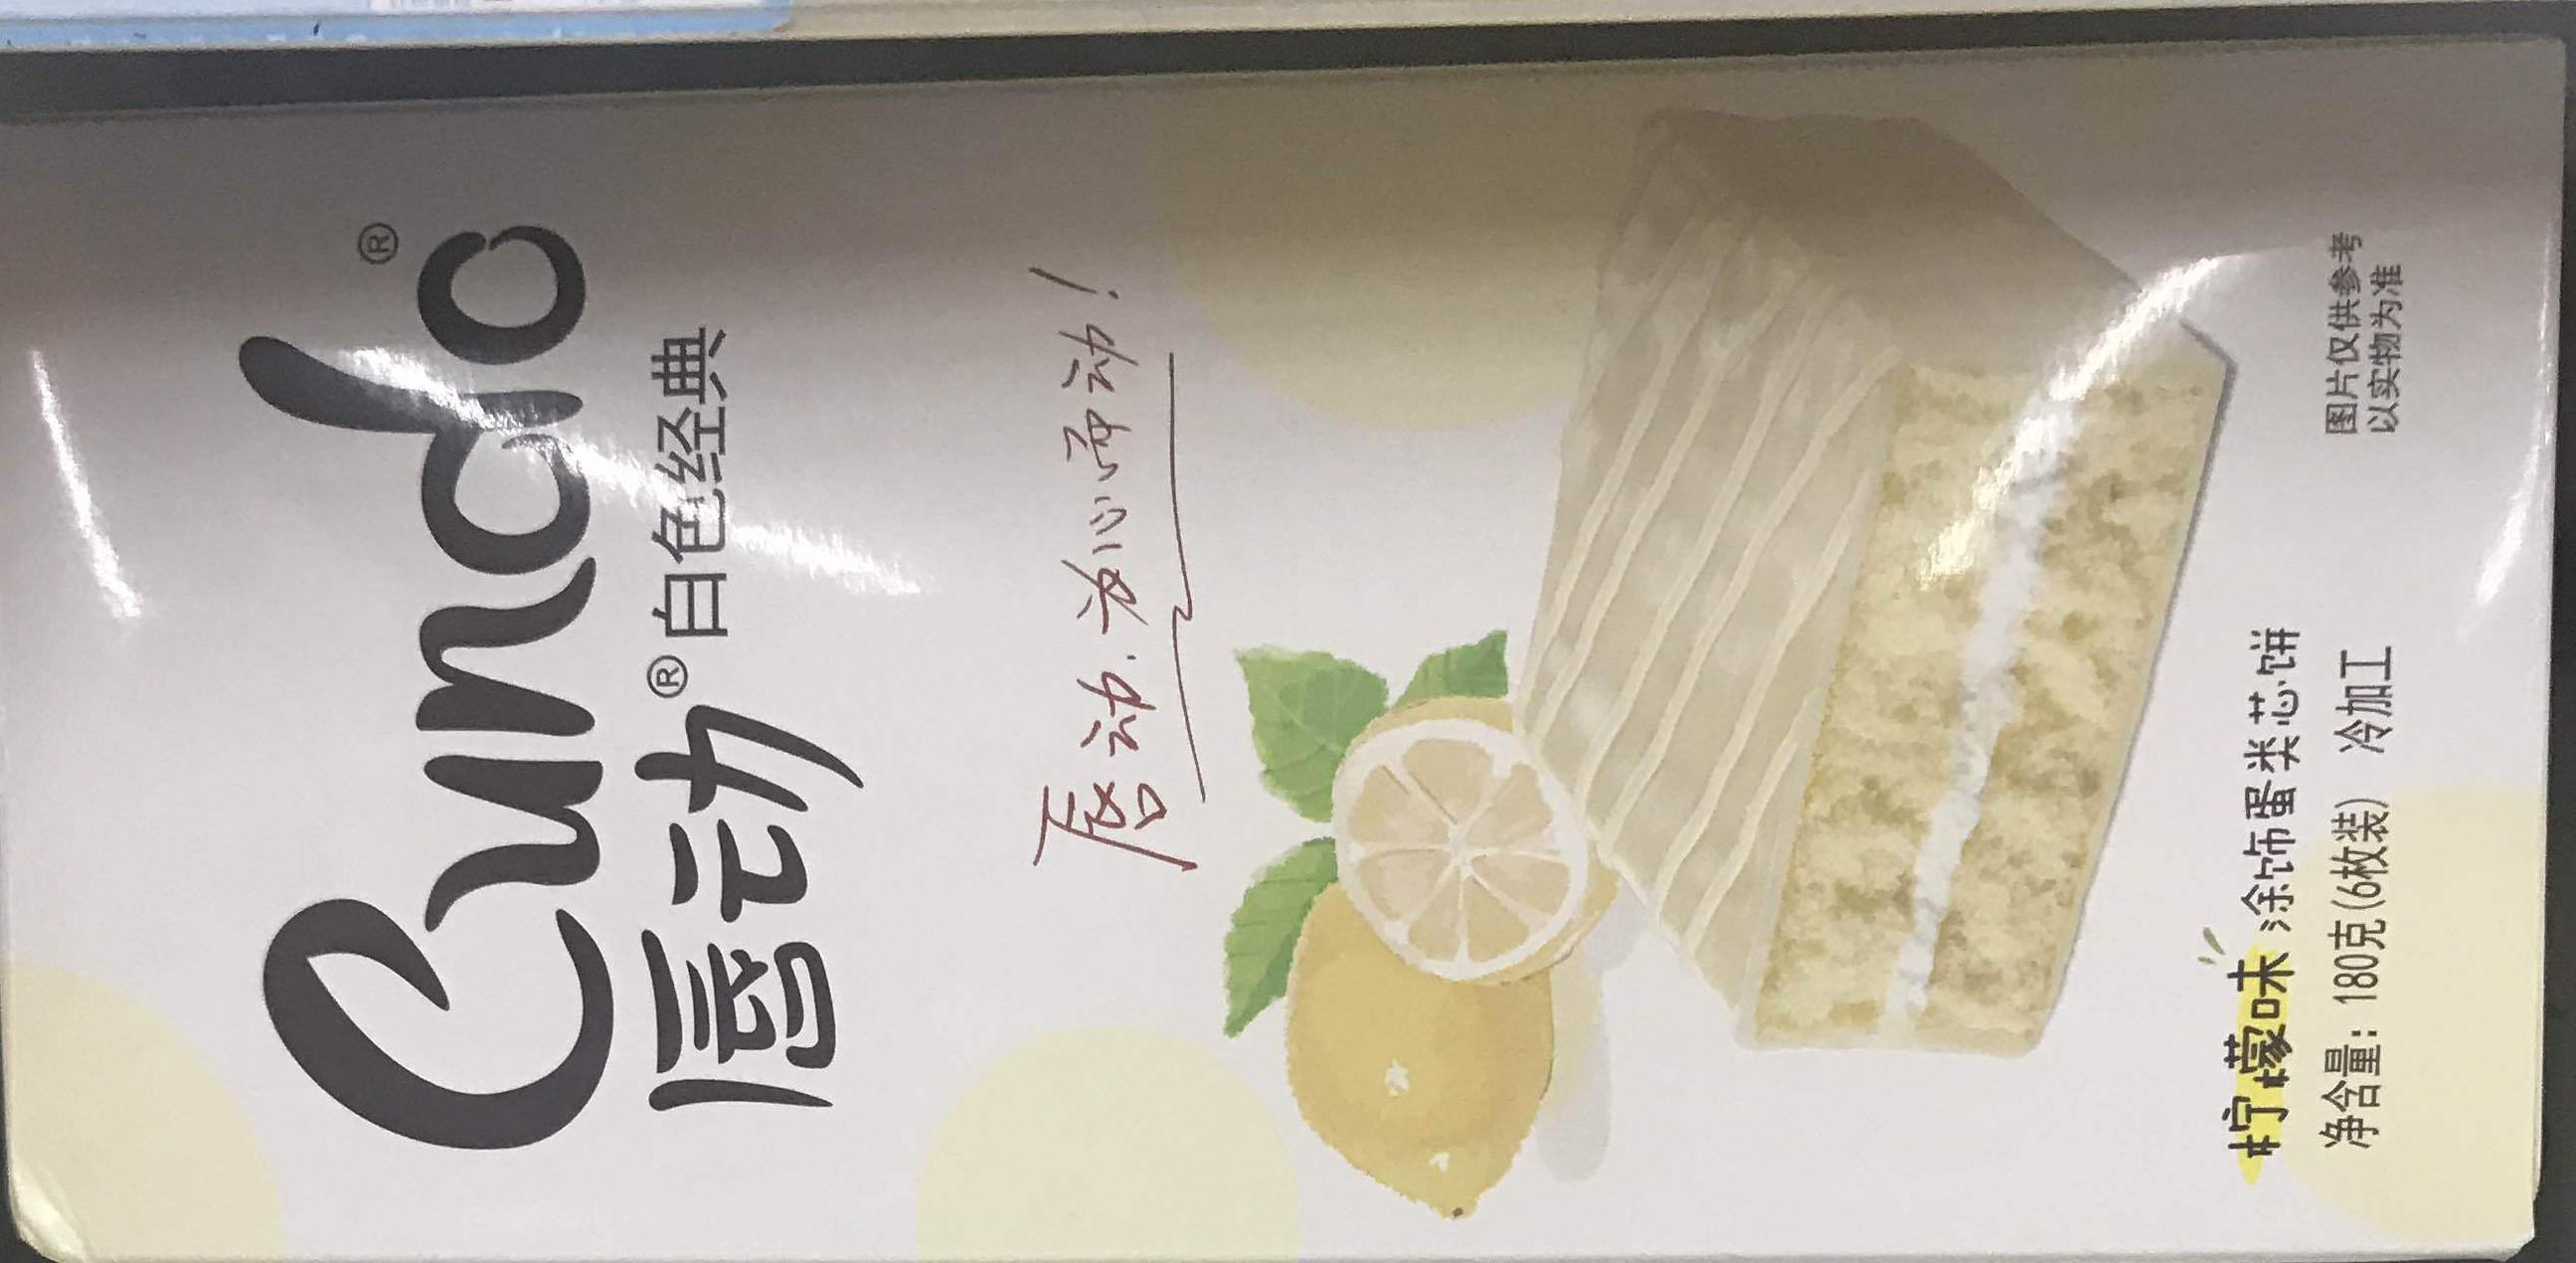 Cundo®
唇动®白色经典
唇动.为心而动!
柠檬味 涂饰蛋类芯饼
净含量:180克(6枚装) 冷加工
图片仅供参考
以实物为准